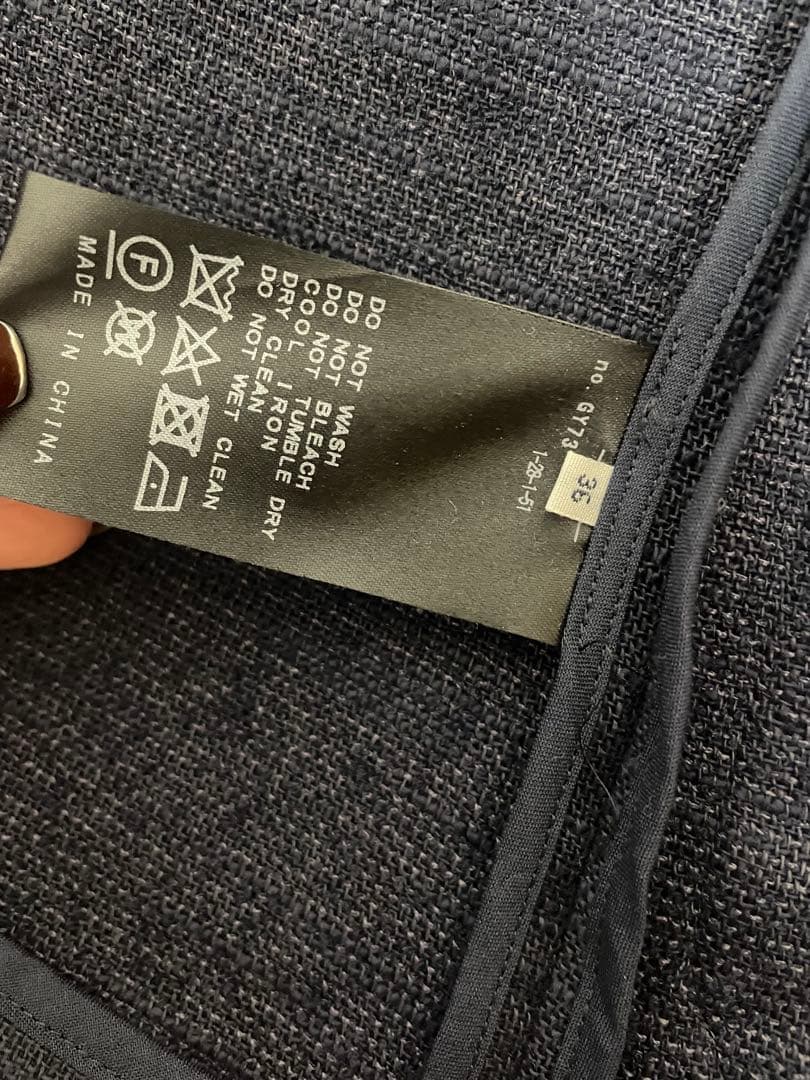 no. GY73
36
1-28-1-51
DO NOT WASH
DO NOT BLEACH
DO NOT TUMBLE DRY
COOL IRON
DRY CLEAN
DO NOT WET CLEAN
F
W
MADE IN CHINA